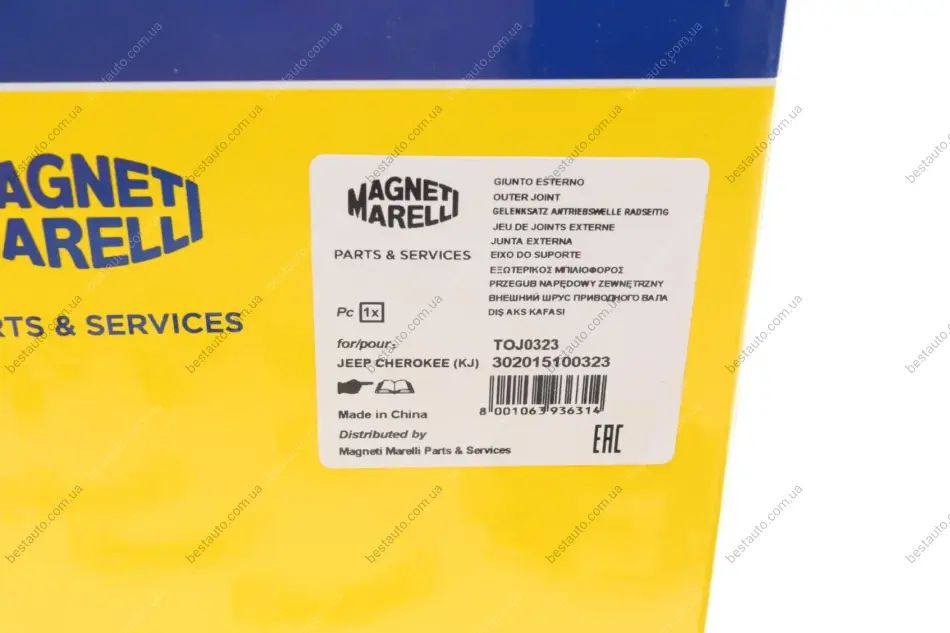 AGNETI
MARELLI
RTS & SERVICES
MAGNETI
MARELLI
PARTS & SERVICES
Pc 1x
for/pour:
JEEP CHEROKEE (KJ)
Made in China
Distributed by
Magneti Marelli Parts & Services
GIUNTO ESTERNO
OUTER JOINT
GELENKSATZ ANTRIEBSWELLE RADSEITIG
JEU DE JOINTS EXTERNE
JUNTA EXTERNA
EIXO DO SUPORTE
ΕΞΩΤΕΡΙΚΟΣ ΜΠΙΛΙΟΦΟΡΟΣ
PRZEGUB NAPĘDOWY ZEWNĘTRZNY
ВНЕШНИЙ ШРУС ПРИВОДНОГО ВАЛА
DIŞ AKS KAFASI
TOJ0323
302015100323
8 001063 936314
EAC
bestauto.com.ua